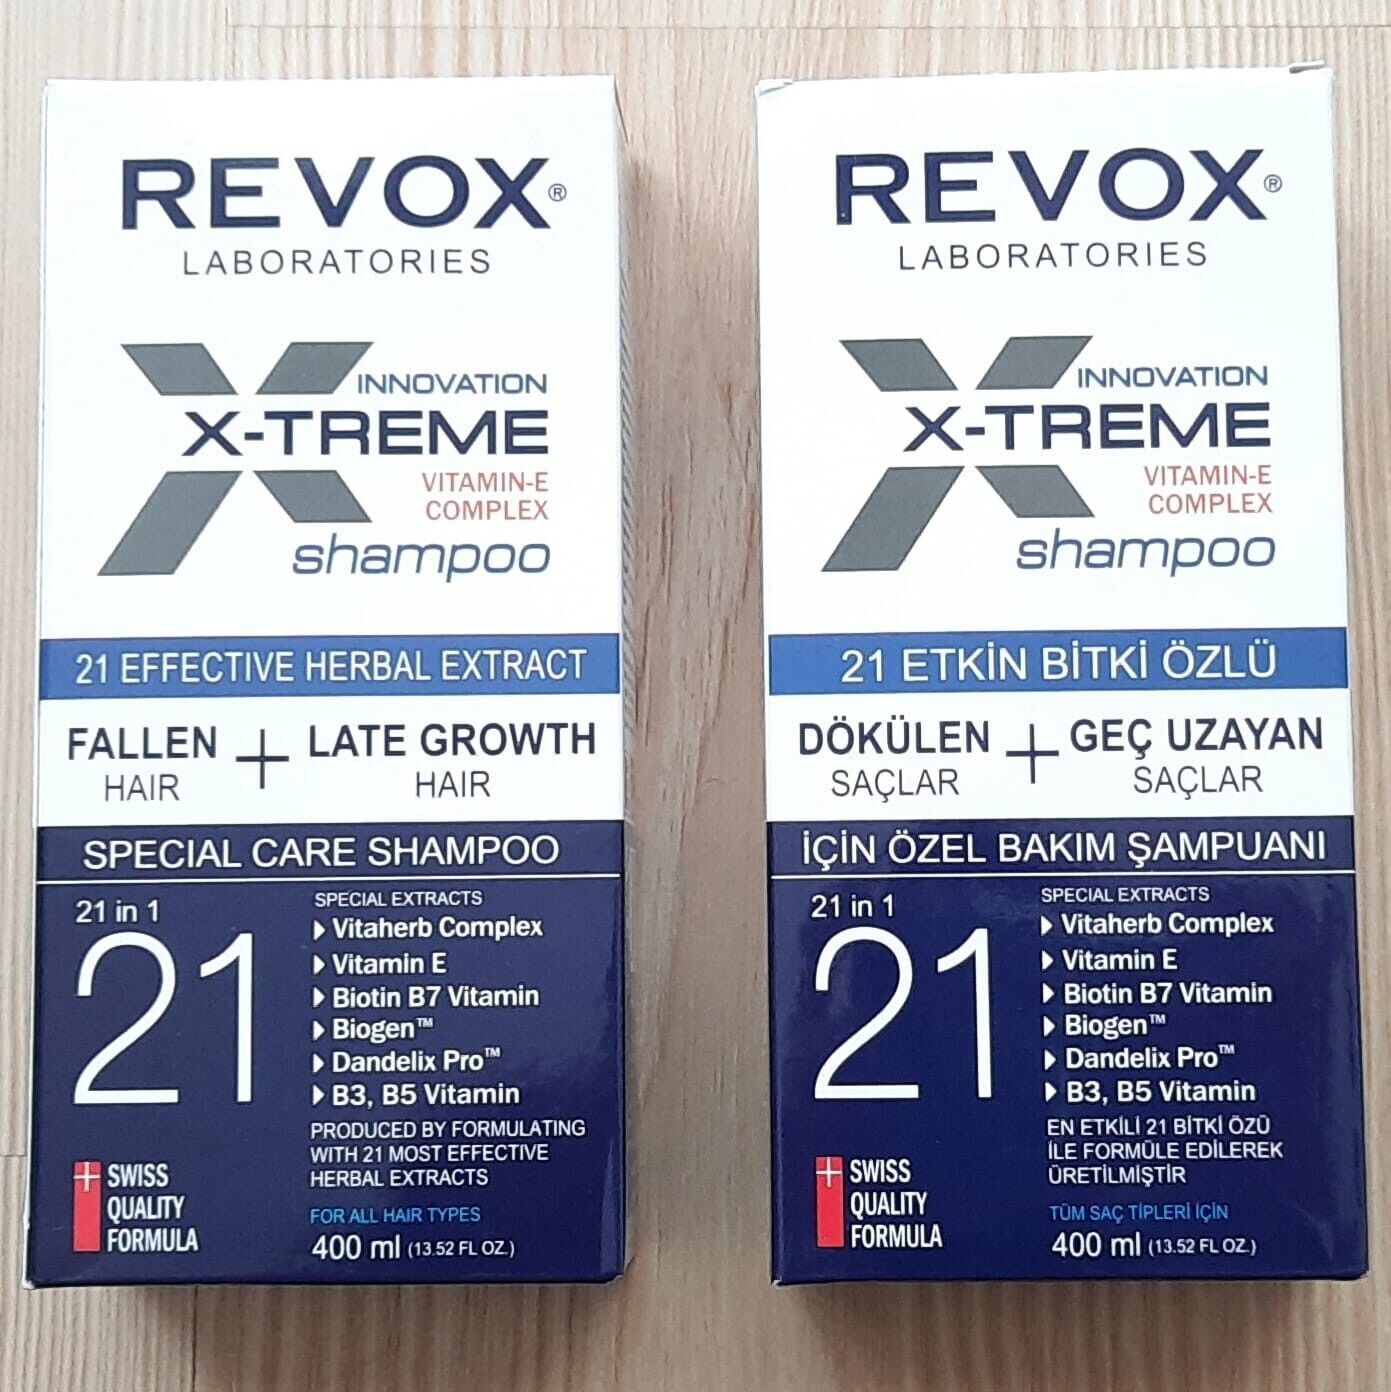 REVOX®
LABORATORIES
INNOVATION
X-TREME
VITAMIN-E
COMPLEX
shampoo
21 EFFECTIVE HERBAL EXTRACT
FALLEN + LATE GROWTH
HAIR HAIR
SPECIAL CARE SHAMPOO
21 in 1
21
SPECIAL EXTRACTS
Vitaherb Complex
Vitamin E
Biotin B7 Vitamin
Biogen™
Dandelix Pro™
B3, B5 Vitamin
PRODUCED BY FORMULATING
WITH 21 MOST EFFECTIVE
HERBAL EXTRACTS
FOR ALL HAIR TYPES
400 ml (13.52 FL OZ.)
SWISS
QUALITY
FORMULA
REVOX®
LABORATORIES
INNOVATION
X-TREME
VITAMIN-E
COMPLEX
shampoo
21 ETKİN BİTKİ ÖZLÜ
DÖKÜLEN + GEÇ UZAYAN
SAÇLAR SAÇLAR
İÇİN ÖZEL BAKIM ŞAMPUANI
21 in 1
21
SPECIAL EXTRACTS
Vitaherb Complex
Vitamin E
Biotin B7 Vitamin
Biogen™
Dandelix Pro™
B3, B5 Vitamin
EN ETKİLİ 21 BİTKİ ÖZÜ
İLE FORMÜLE EDİLEREK
ÜRETİLMİŞTİR
TÜM SAÇ TİPLERİ İÇİN
400 ml (13.52 FL OZ.)
SWISS
QUALITY
FORMULA